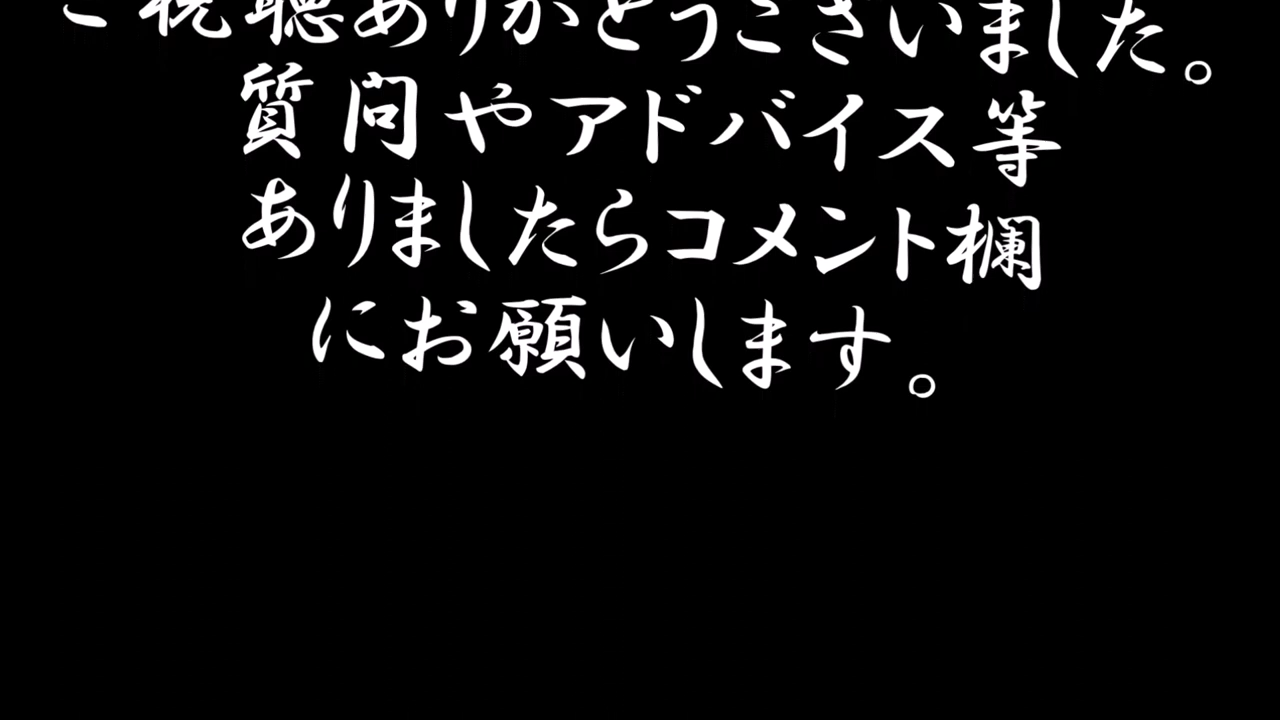 ご視聴ありがとうございました。
質問やアドバイス等
ありましたらコメント欄
にお願いします。